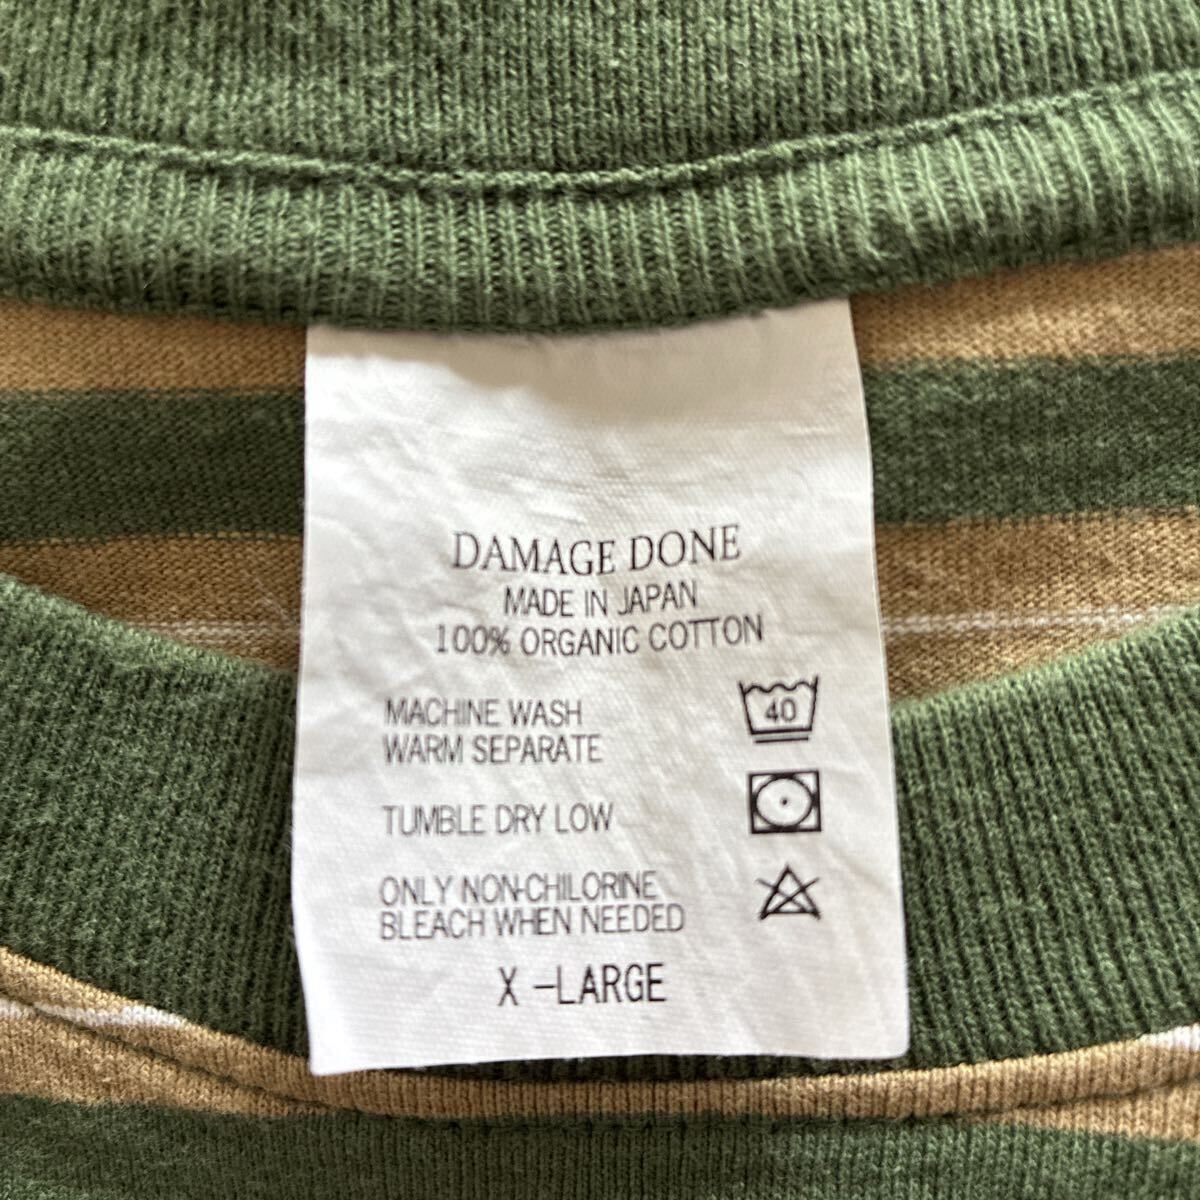 DAMAGE DONE
MADE IN JAPAN
100% ORGANIC COTTON
MACHINE WASH
WARM SEPARATE
40
TUMBLE DRY LOW
ONLY NON-CHILORINE
BLEACH WHEN NEEDED
X -LARGE